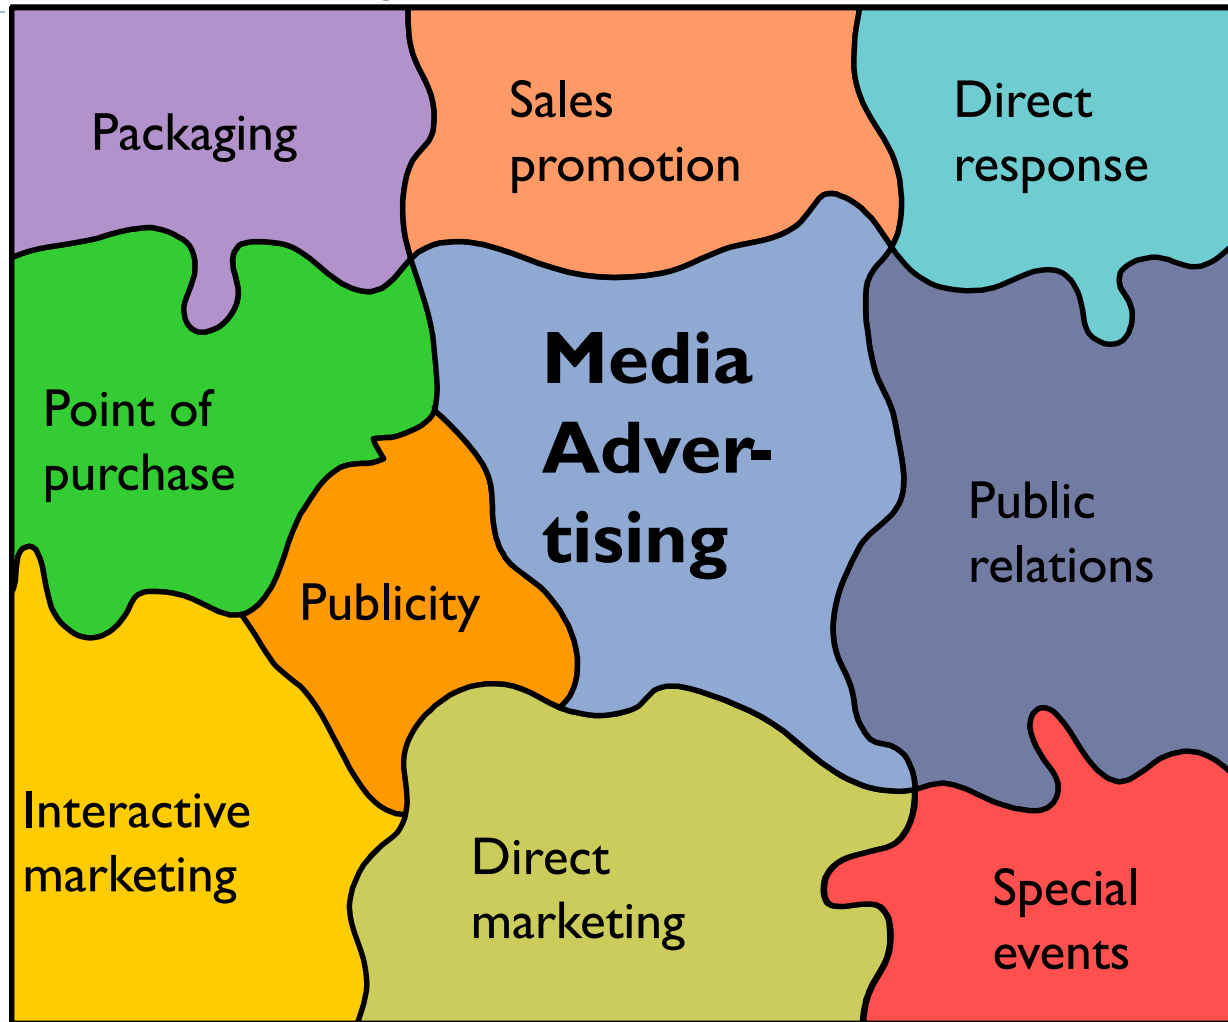 Packaging
Sales
promotion
Direct
response
Point of
purchase
Media
Adver-
tising
Public
relations
Publicity
Interactive
marketing
Direct
marketing
Special
events